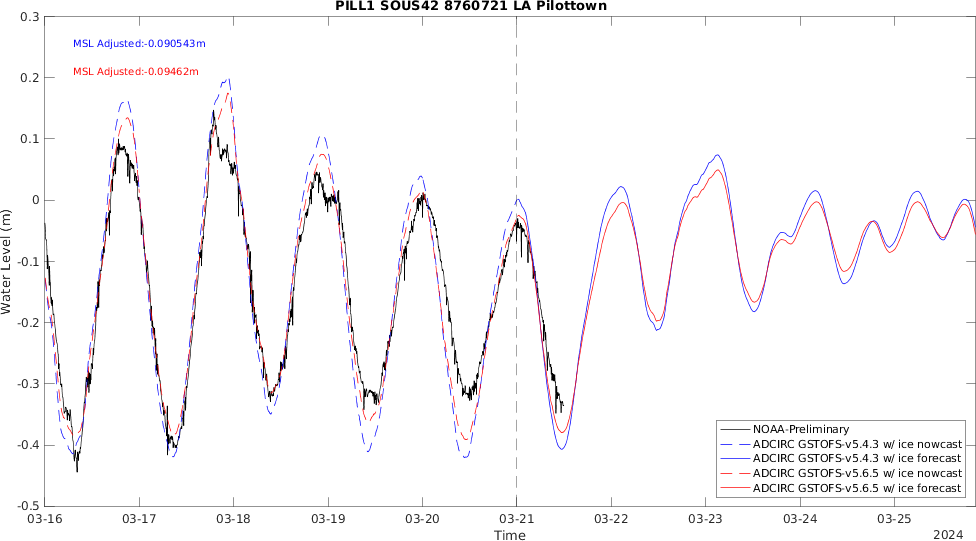 PILL1 SOUS42 8760721 LA Pilottown
MSL Adjusted:-0.090543m
MSL Adjusted:-0.09462m
0.3
0.2
0.1
0
-0.1
-0.2
-0.3
-0.4
-0.5
Water Level (m)
NOAA-Preliminary
ADCIRC GSTOFS-v5.4.3 w/ ice nowcast
ADCIRC GSTOFS-v5.4.3 w/ ice forecast
ADCIRC GSTOFS-v5.6.5 w/ ice nowcast
ADCIRC GSTOFS-v5.6.5 w/ ice forecast
03-16 03-17 03-18 03-19 03-20 03-21 03-22 03-23 03-24 03-25
Time
2024